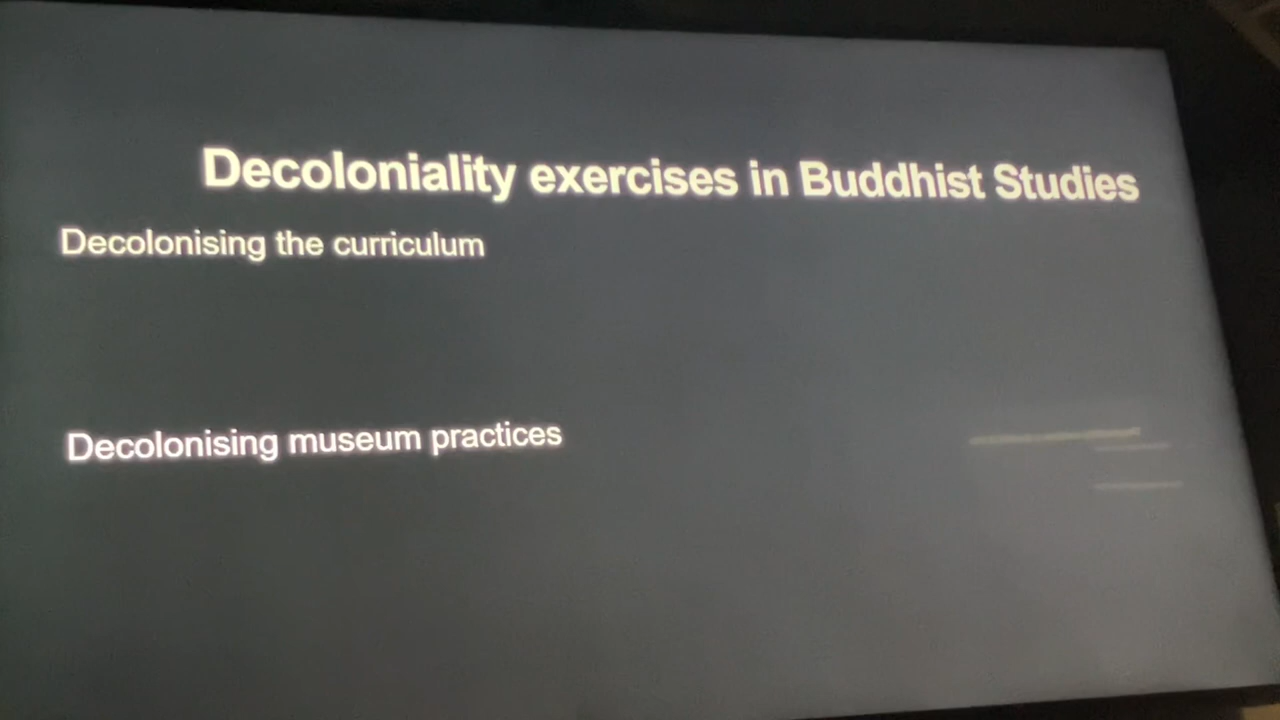 Decoloniality exercises in Buddhist Studies
Decolonising the curriculum
Decolonising museum practices